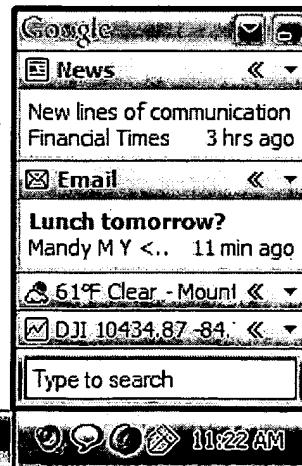 Google
News «
New lines of communication
Financial Times 3 hrs ago
Email «
Lunch tomorrow?
Mandy M Y <.. 11 min ago
61°F Clear - Mount «
DJI 10434.87 -84. «
Type to search
11:22 AM